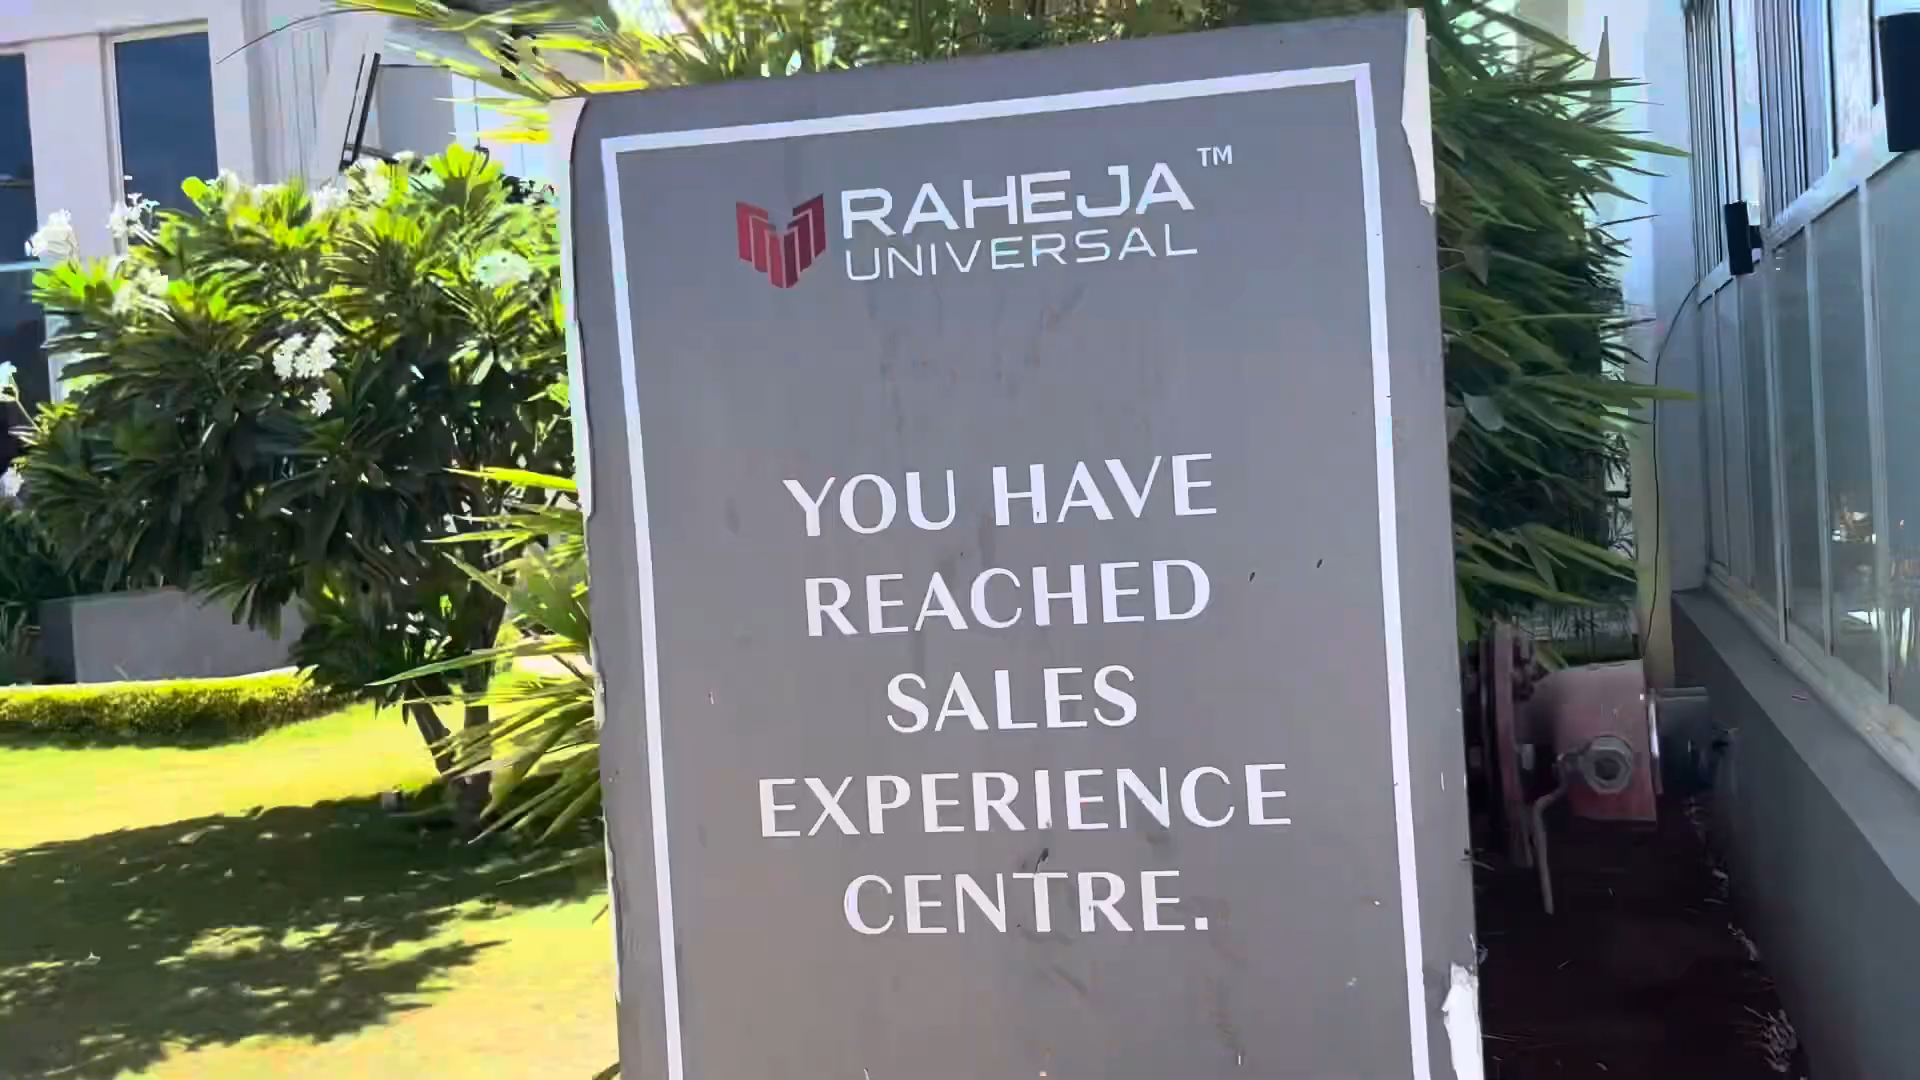 RAHEJA™
UNIVERSAL
YOU HAVE
REACHED
SALES
EXPERIENCE
CENTRE.